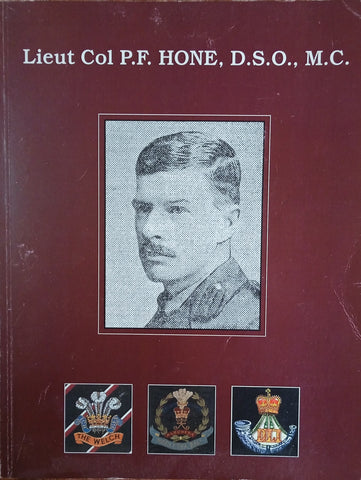 Lieut Col P.F. HONE, D.S.O., M.C.
THE WELCH